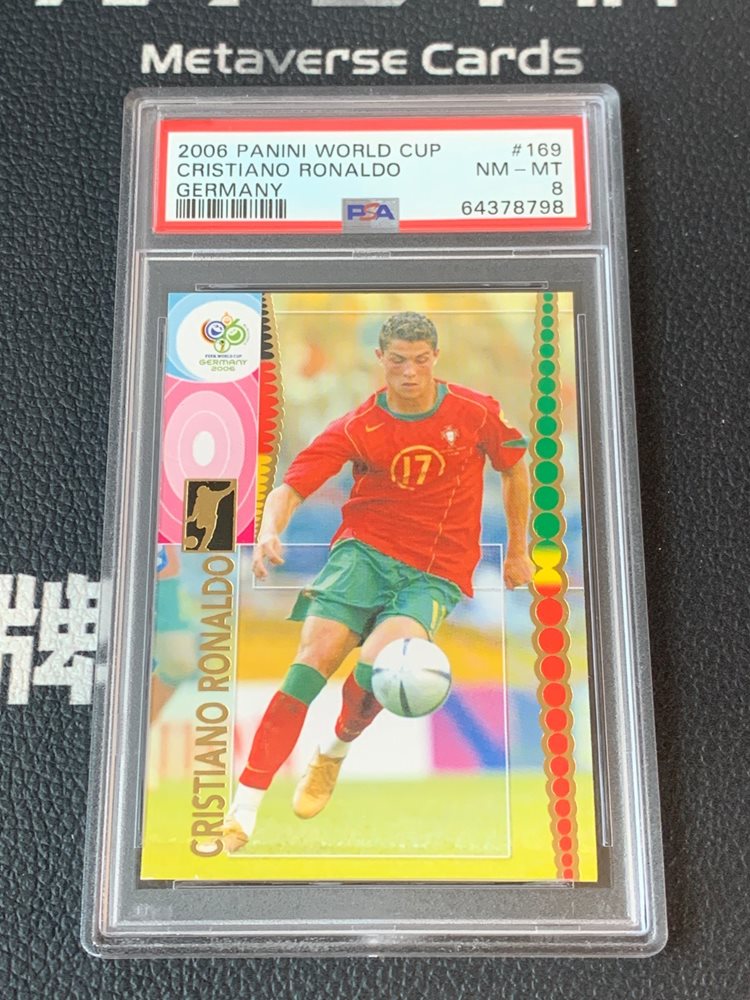 Metaverse Cards
2006 PANINI WORLD CUP #169
CRISTIANO RONALDO NM - MT
GERMANY 8
PSA 64378798
FIFA WORLD CUP
GERMANY
2006
17
CRISTIANO RONALDO
牌